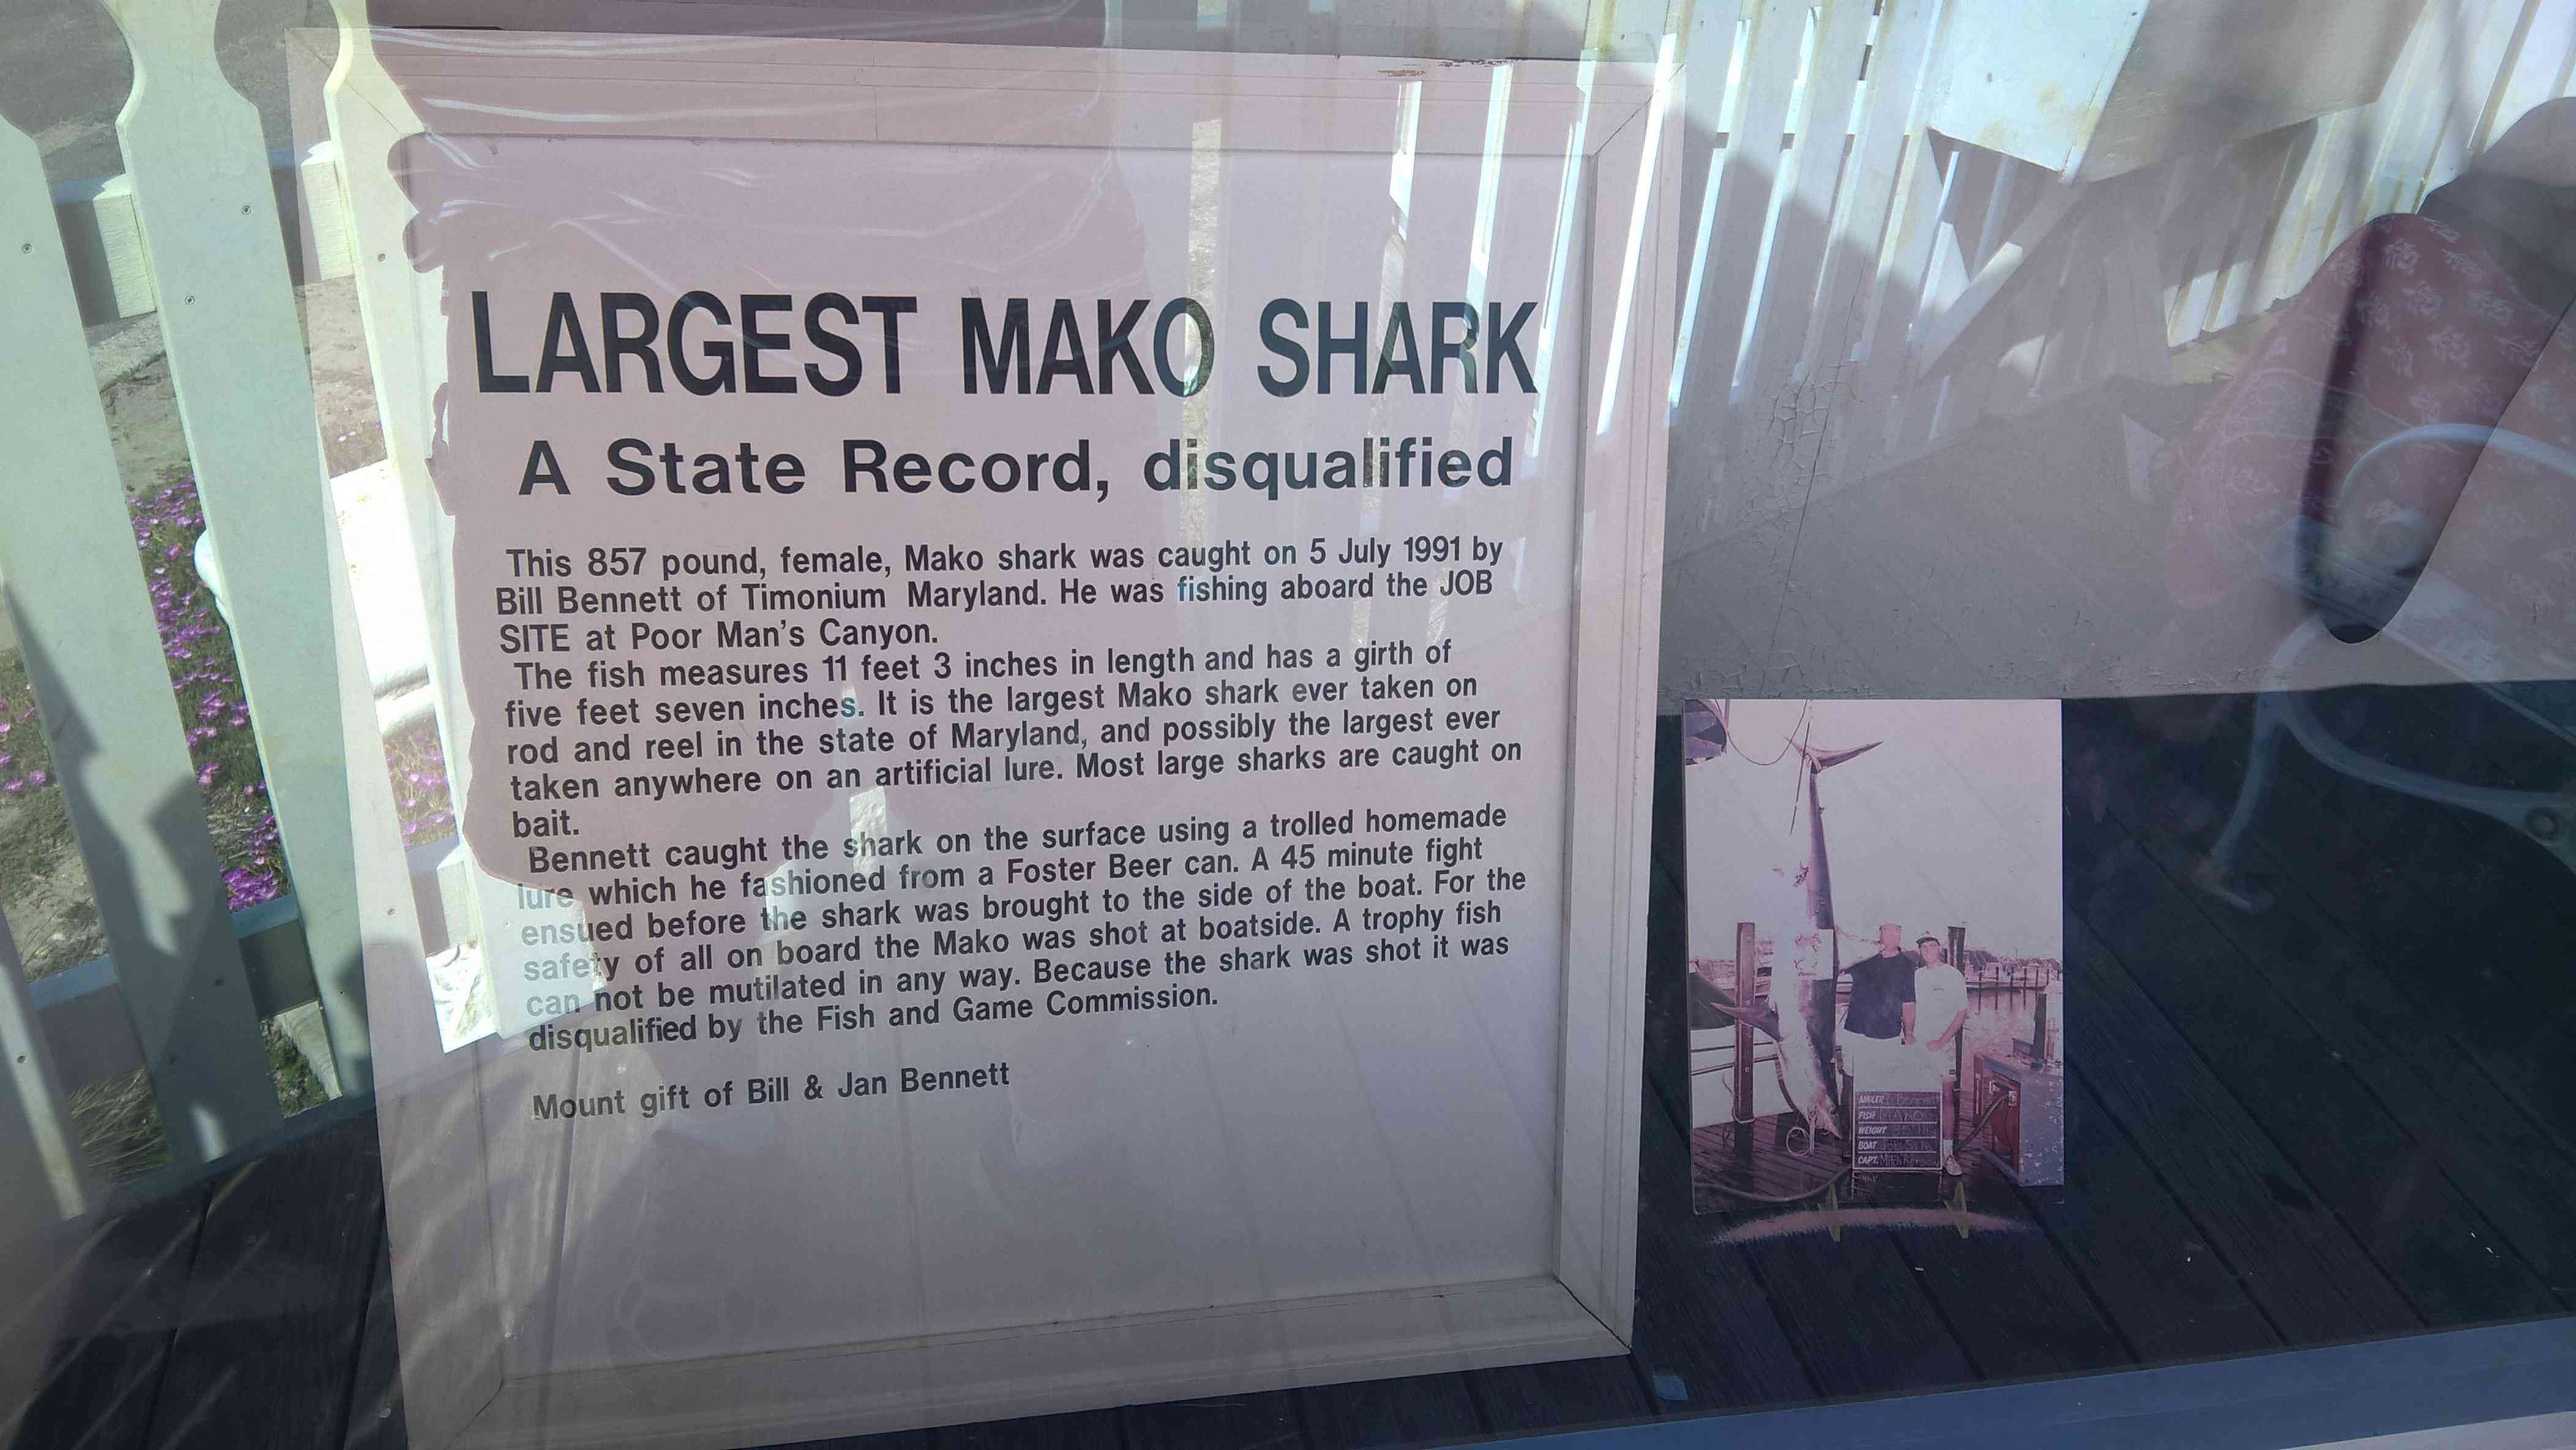 LARGEST MAKO SHARK
A State Record, disqualified
This 857 pound, female, Mako shark was caught on 5 July 1991 by
Bill Bennett of Timonium Maryland. He was fishing aboard the JOB
SITE at Poor Man's Canyon.
The fish measures 11 feet 3 inches in length and has a girth of
five feet seven inches. It is the largest Mako shark ever taken on
rod and reel in the state of Maryland, and possibly the largest ever
taken anywhere on an artificial lure. Most large sharks are caught on
bait.
Bennett caught the shark on the surface using a trolled homemade
lure which he fashioned from a Foster Beer can. A 45 minute fight
ensued before the shark was brought to the side of the boat. For the
safety of all on board the Mako was shot at boatside. A trophy fish
can not be mutilated in any way. Because the shark was shot it was
disqualified by the Fish and Game Commission.
Mount gift of Bill & Jan Bennett
ANGLER B Bennett
FISH MAKO
WEIGHT
BOAT Job Site
CAPT.